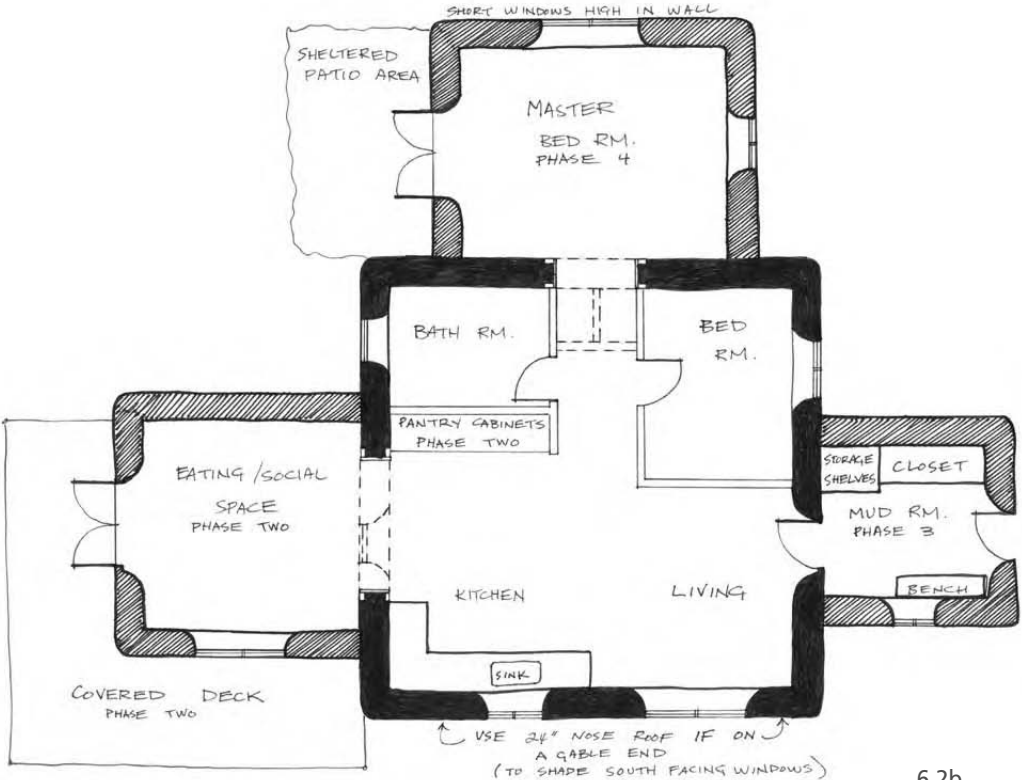 SHORT WINDOWS HIGH IN WALL
SHELTERED
PATIO AREA
MASTER
BED RM.
PHASE 4
BATH RM.
BED
RM.
PANTRY CABINETS
PHASE TWO
EATING/SOCIAL
SPACE
PHASE TWO
STORAGE
SHELVES
CLOSET
MUD RM.
PHASE 3
BENCH
KITCHEN
LIVING
SINK
COVERED DECK
PHASE TWO
USE 24" NOSE ROOF IF ON
A GABLE END
(TO SHADE SOUTH FACING WINDOWS)
6.2b